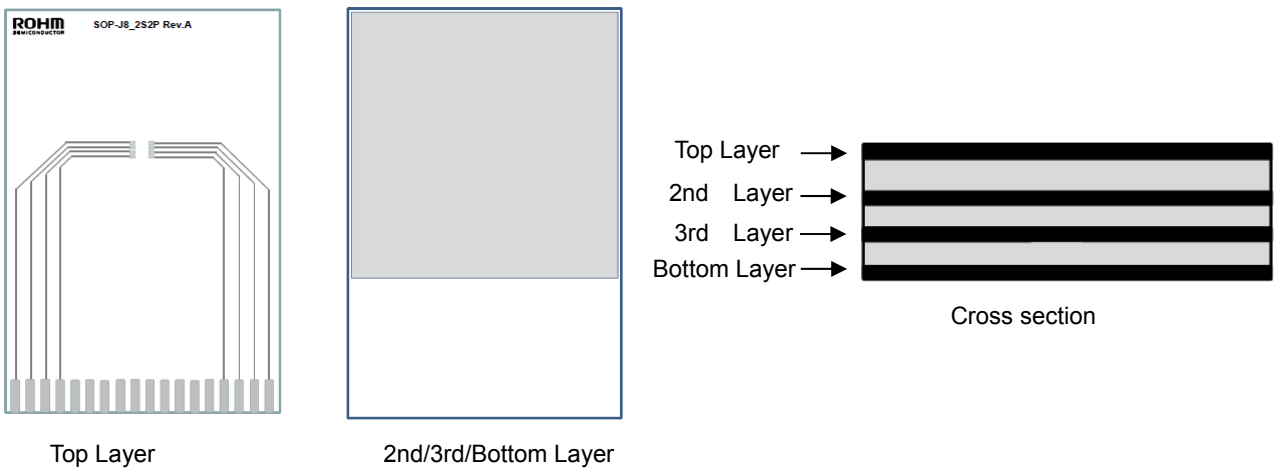 ROHM
SEMICONDUCTOR
SOP-J8_2S2P Rev.A
Top Layer
2nd/3rd/Bottom Layer
Top Layer
2nd Layer
3rd Layer
Bottom Layer
Cross section